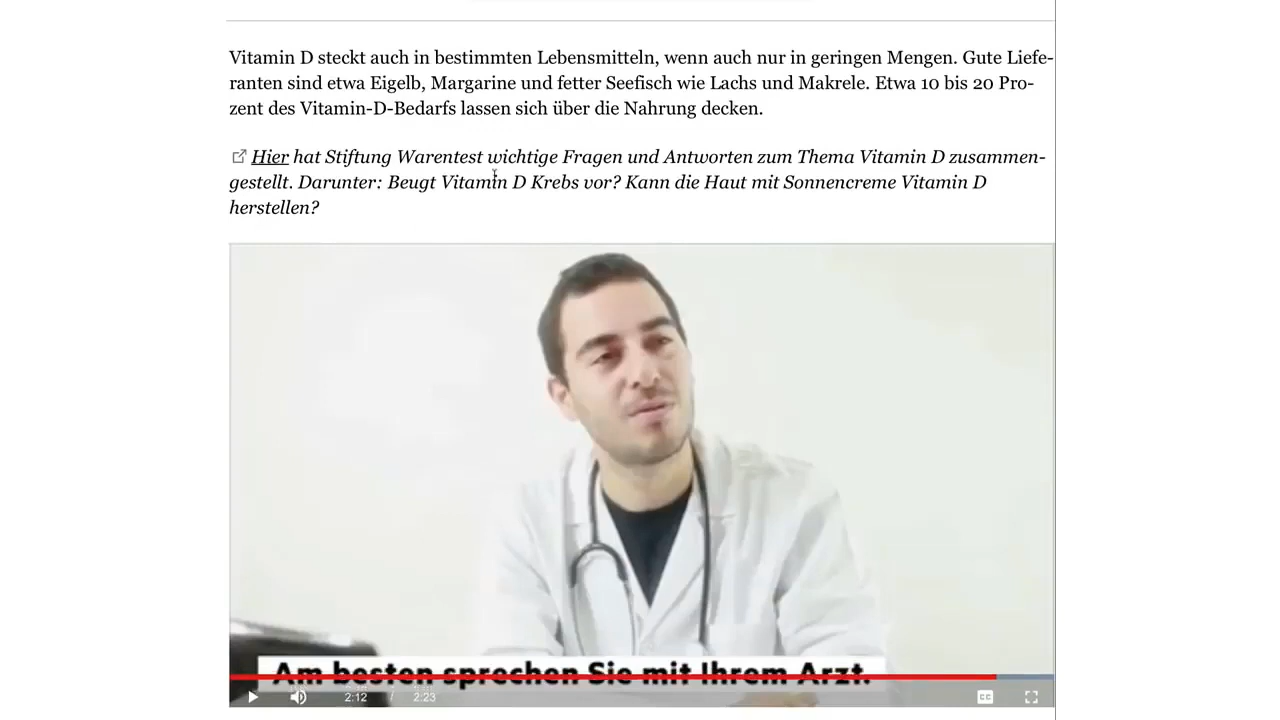 Vitamin D steckt auch in bestimmten Lebensmitteln, wenn auch nur in geringen Mengen. Gute Liefe-
ranten sind etwa Eigelb, Margarine und fetter Seefisch wie Lachs und Makrele. Etwa 10 bis 20 Pro-
zent des Vitamin-D-Bedarfs lassen sich über die Nahrung decken.
Hier hat Stiftung Warentest wichtige Fragen und Antworten zum Thema Vitamin D zusammen-
gestellt. Darunter: Beugt Vitamin D Krebs vor? Kann die Haut mit Sonnencreme Vitamin D
herstellen?
Am besten sprechen Sie mit Ihrem Arzt.
2:12 / 2:23 CC